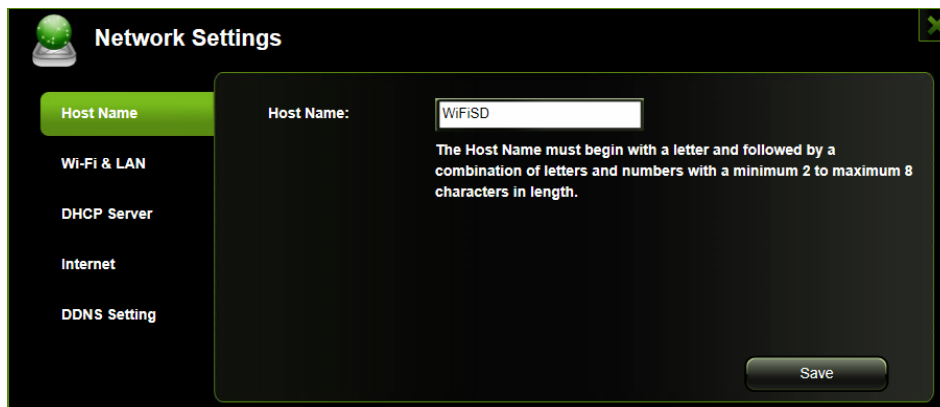 Network Settings
Host Name
Wi-Fi & LAN
DHCP Server
Internet
DDNS Setting
Host Name:
WiFiSD
The Host Name must begin with a letter and followed by a
combination of letters and numbers with a minimum 2 to maximum 8
characters in length.
Save